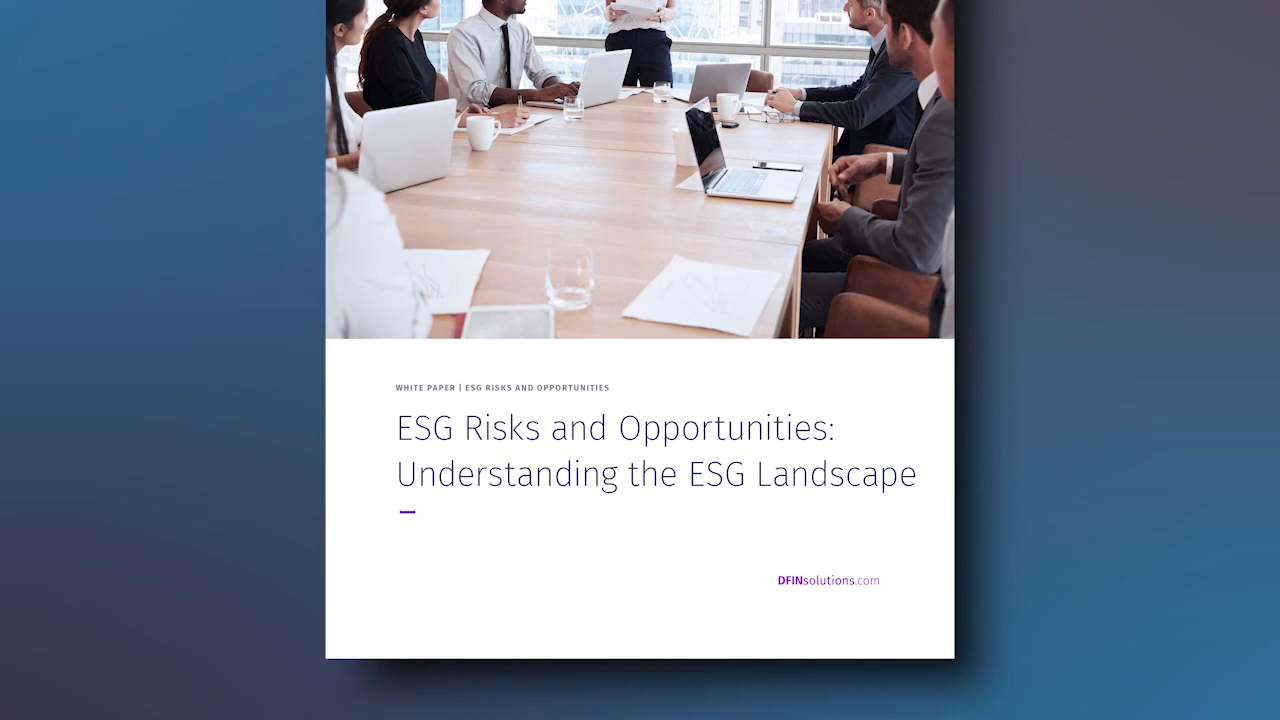 WHITE PAPER | ESG RISKS AND OPPORTUNITIES
ESG Risks and Opportunities:
Understanding the ESG Landscape
DFINsolutions.com